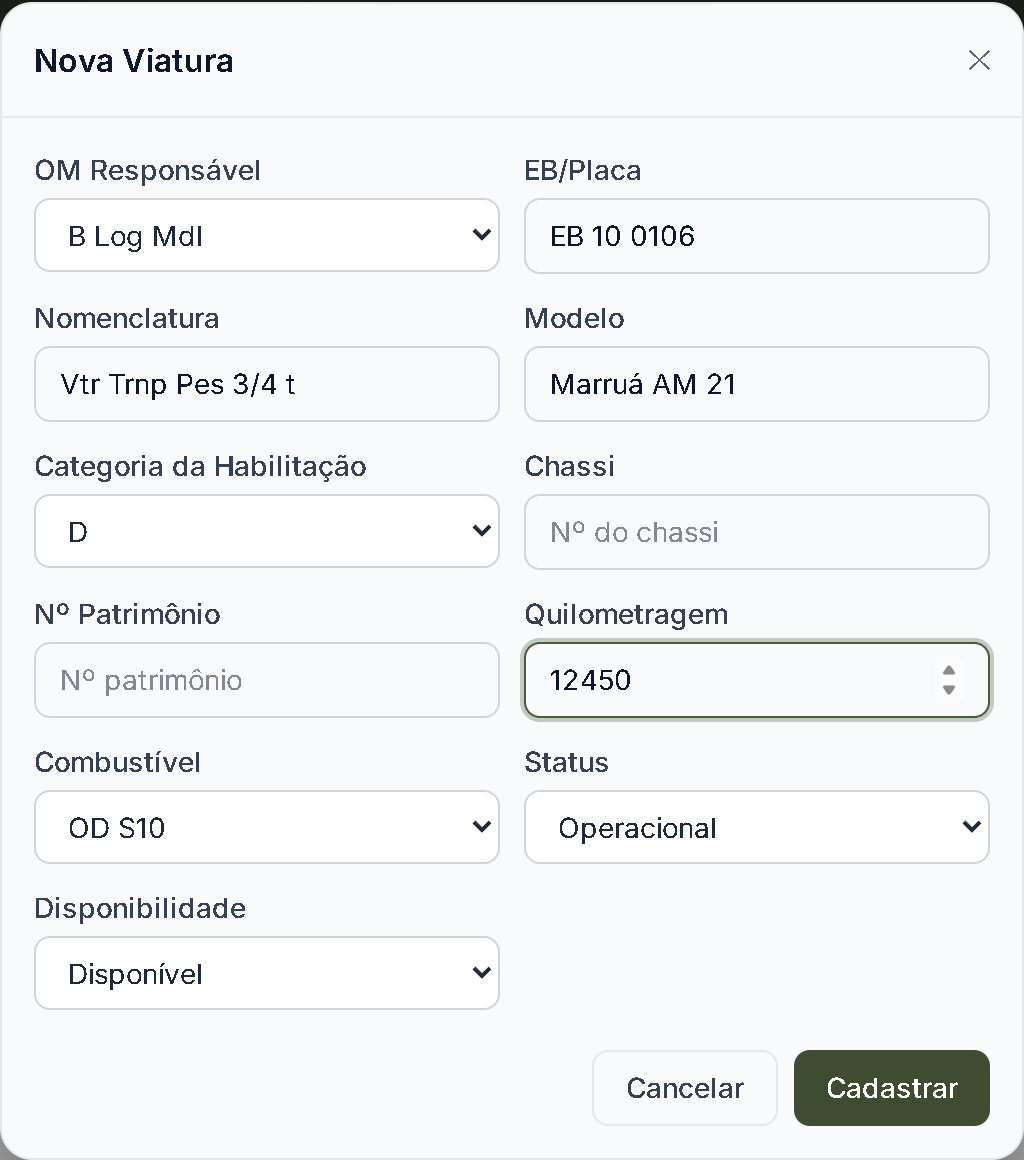 Nova Viatura
OM Responsável
EB/Placa
B Log Mdl
EB 10 0106
Nomenclatura
Modelo
Vtr Trnp Pes 3/4 t
Marruá AM 21
Categoria da Habilitação
Chassi
D
Nº do chassi
Nº Patrimônio
Quilometragem
Nº patrimônio
12450
Combustível
Status
OD S10
Operacional
Disponibilidade
Disponível
Cancelar
Cadastrar